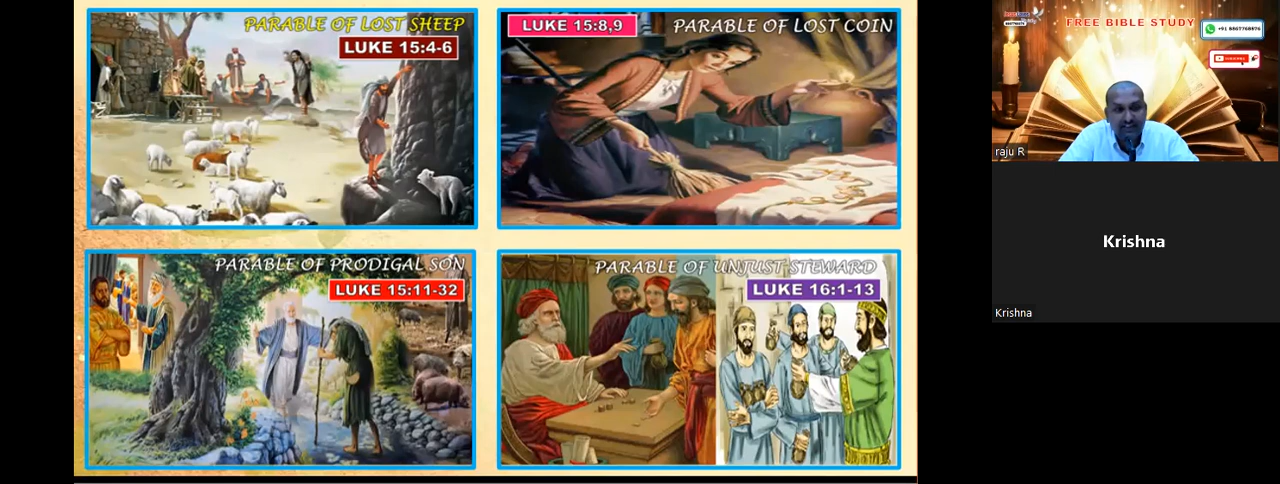 PARABLE OF LOST SHEEP
LUKE 15:4-6
LUKE 15:8,9
PARABLE OF LOST COIN
PARABLE OF PRODIGAL SON
LUKE 15:11-32
PARABLE OF UNJUST STEWARD
LUKE 16:1-13
FREE BIBLE STUDY
raju R
Krishna
Krishna